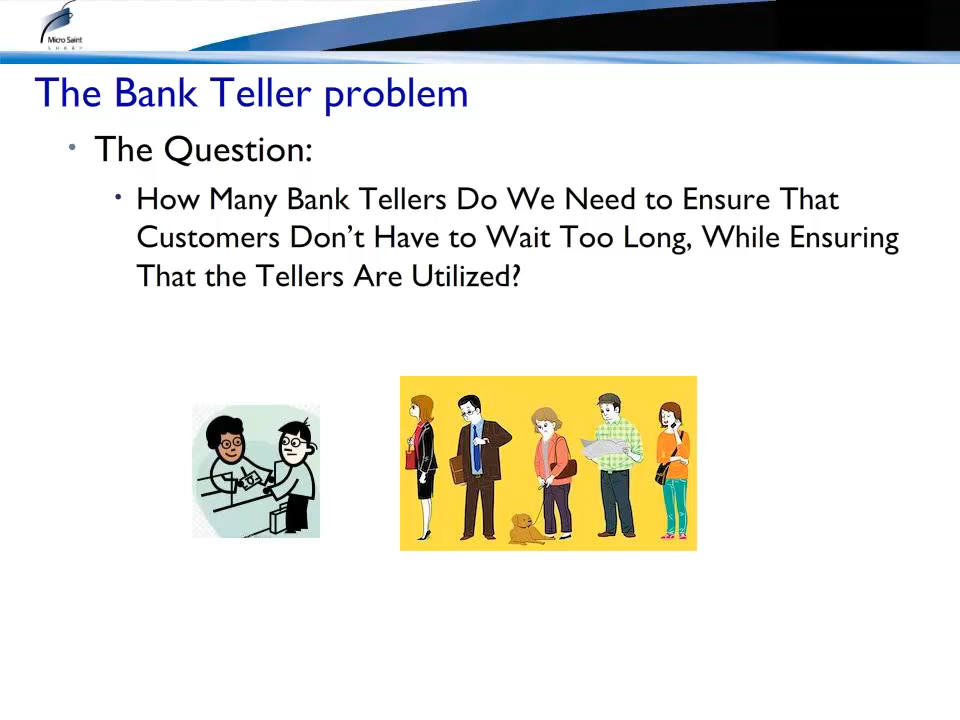 Micro Saint
SHARP
The Bank Teller problem
• The Question:
• How Many Bank Tellers Do We Need to Ensure That
Customers Don't Have to Wait Too Long, While Ensuring
That the Tellers Are Utilized?